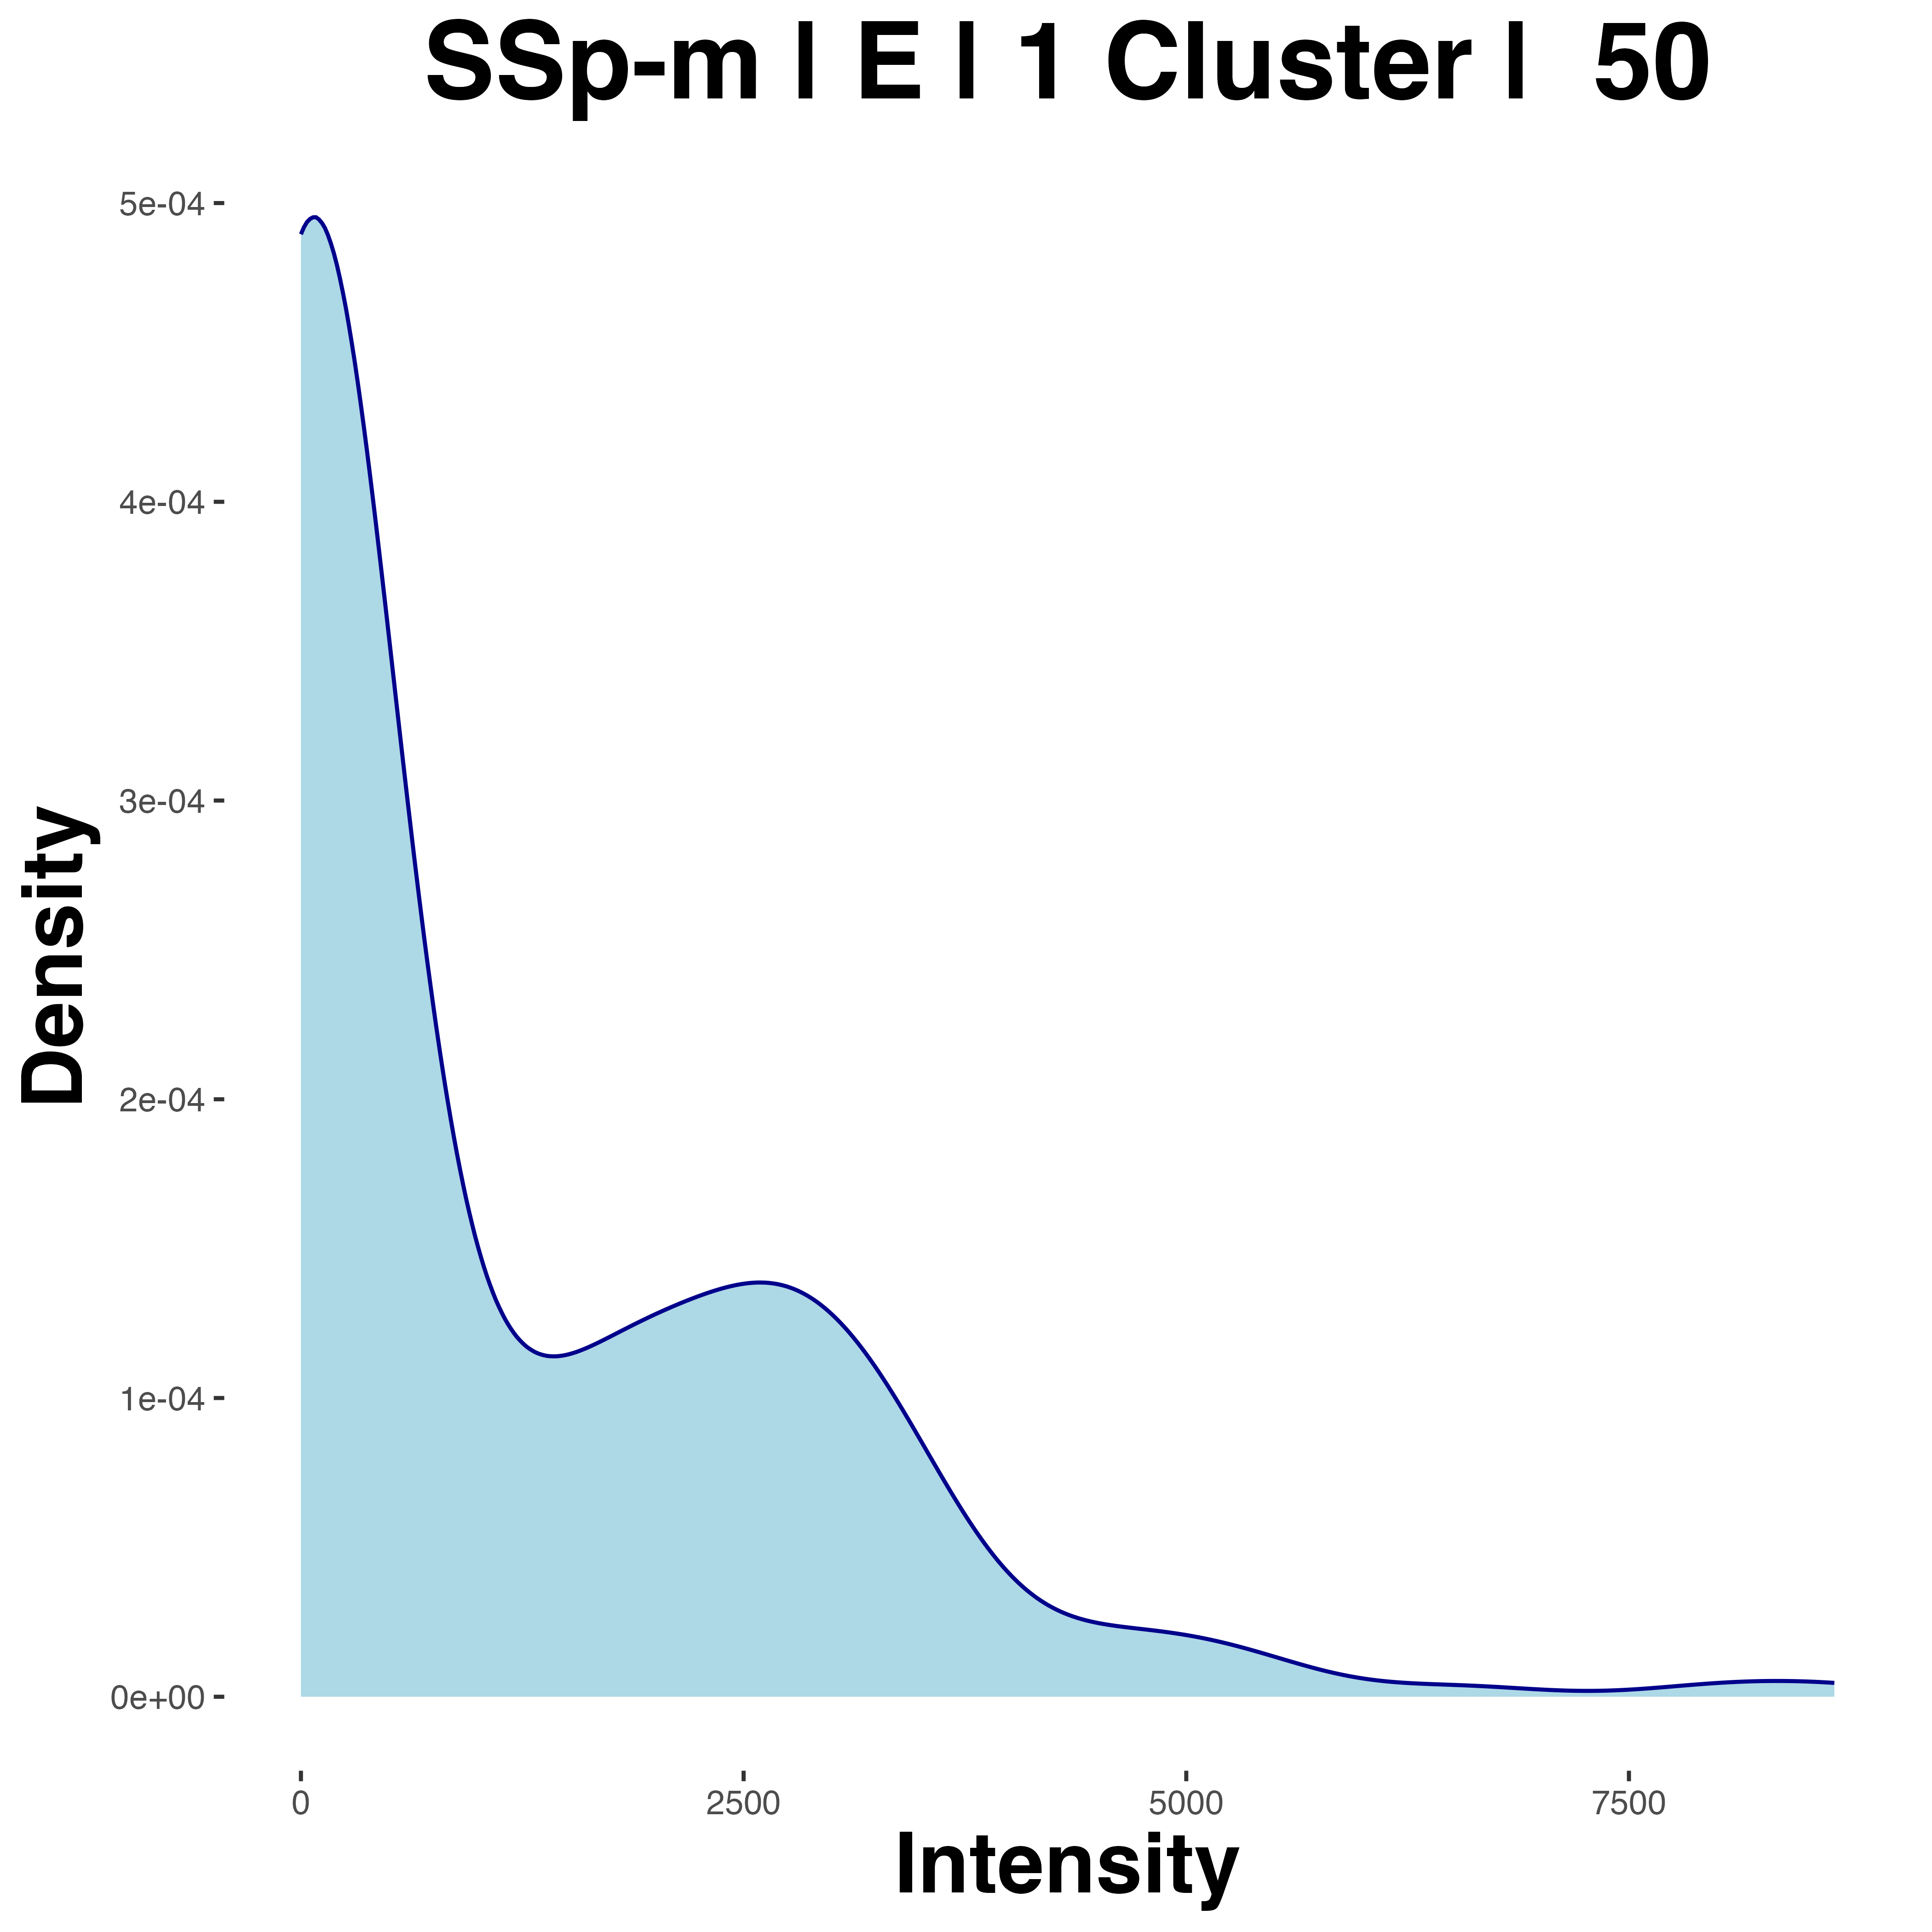 SSp-m | E | 1 Cluster |  50
5e-04
4e-04
3e-04
2e-04
1e-04
0e+00
Density
0
2500
5000
7500
Intensity